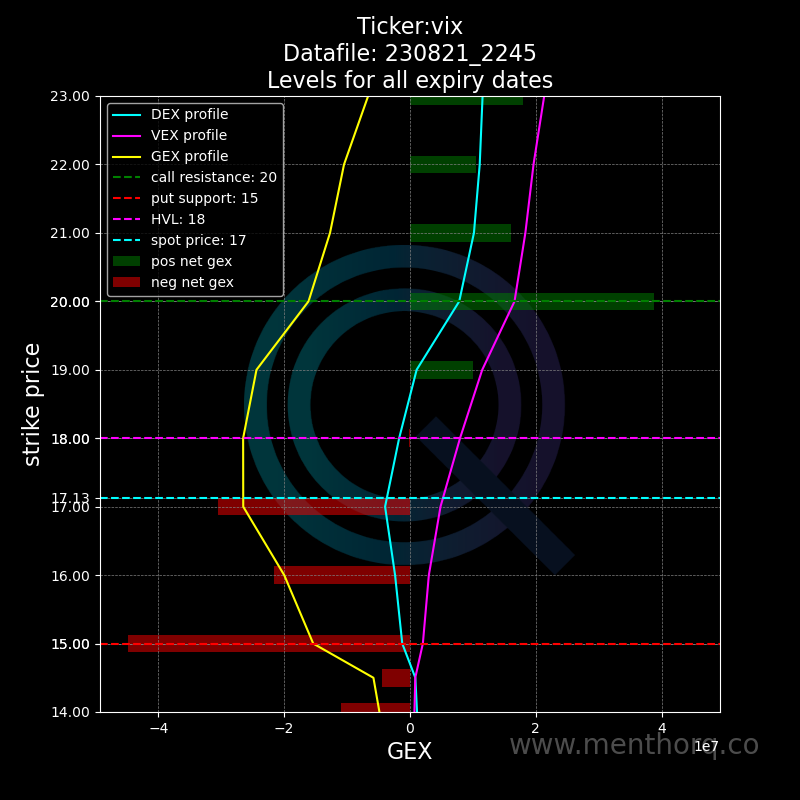 Ticker:vix
Datafile: 230821_2245
Levels for all expiry dates
DEX profile
VEX profile
GEX profile
call resistance: 20
put support: 15
HVL: 18
spot price: 17
pos net gex
neg net gex
strike price
23.00
22.00
21.00
20.00
19.00
18.00
17.13
17.00
16.00
15.00
14.00
−4
−2
0
2
4
1e7
GEX
www.menthorq.co